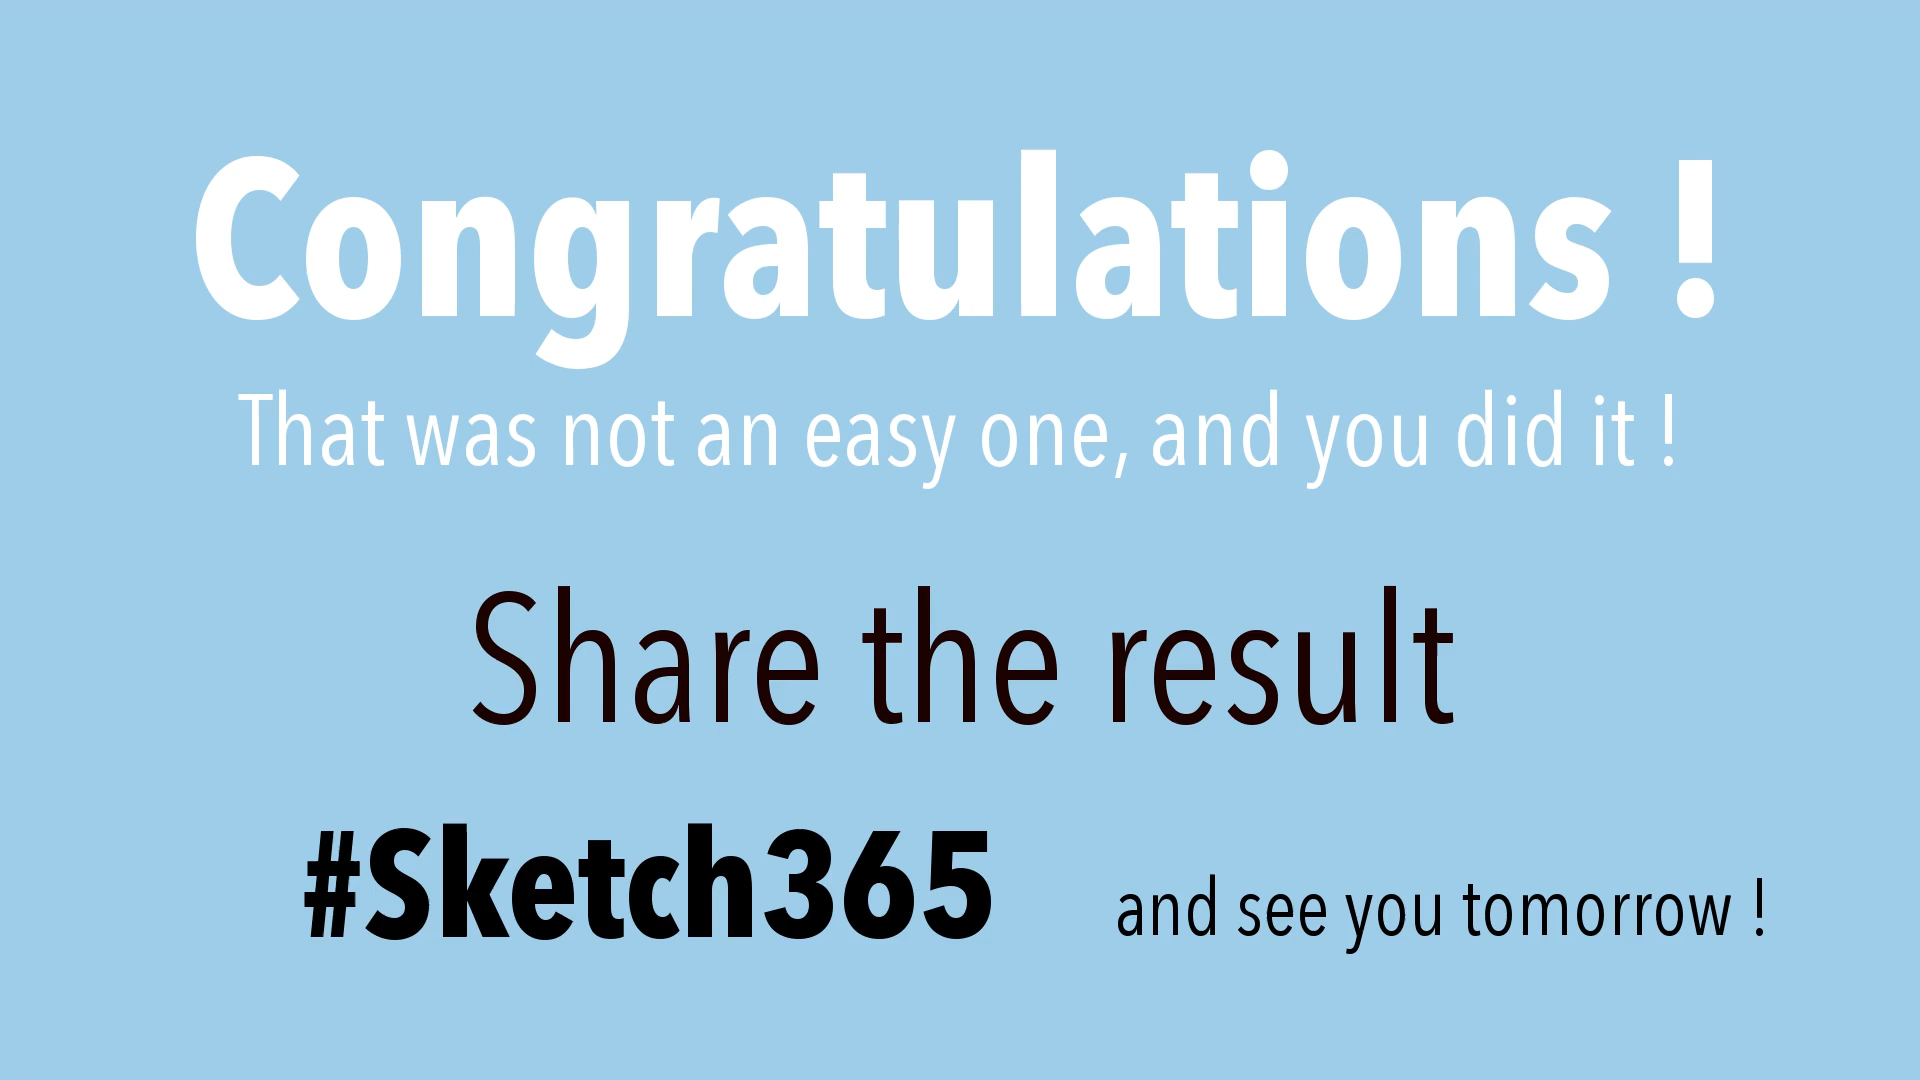 Congratulations !
That was not an easy one, and you did it !
Share the result
#Sketch365 and see you tomorrow !